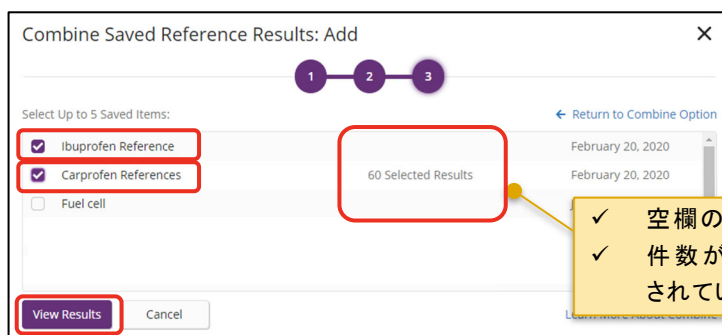 Combine Saved Reference Results: Add
1 2 3
Select Up to 5 Saved Items:
← Return to Combine Option
Ibuprofen Reference February 20, 2020
Carprofen References 60 Selected Results February 20, 2020
Fuel cell
✓ 空欄の
✓ 件数が
されてい
View Results Cancel